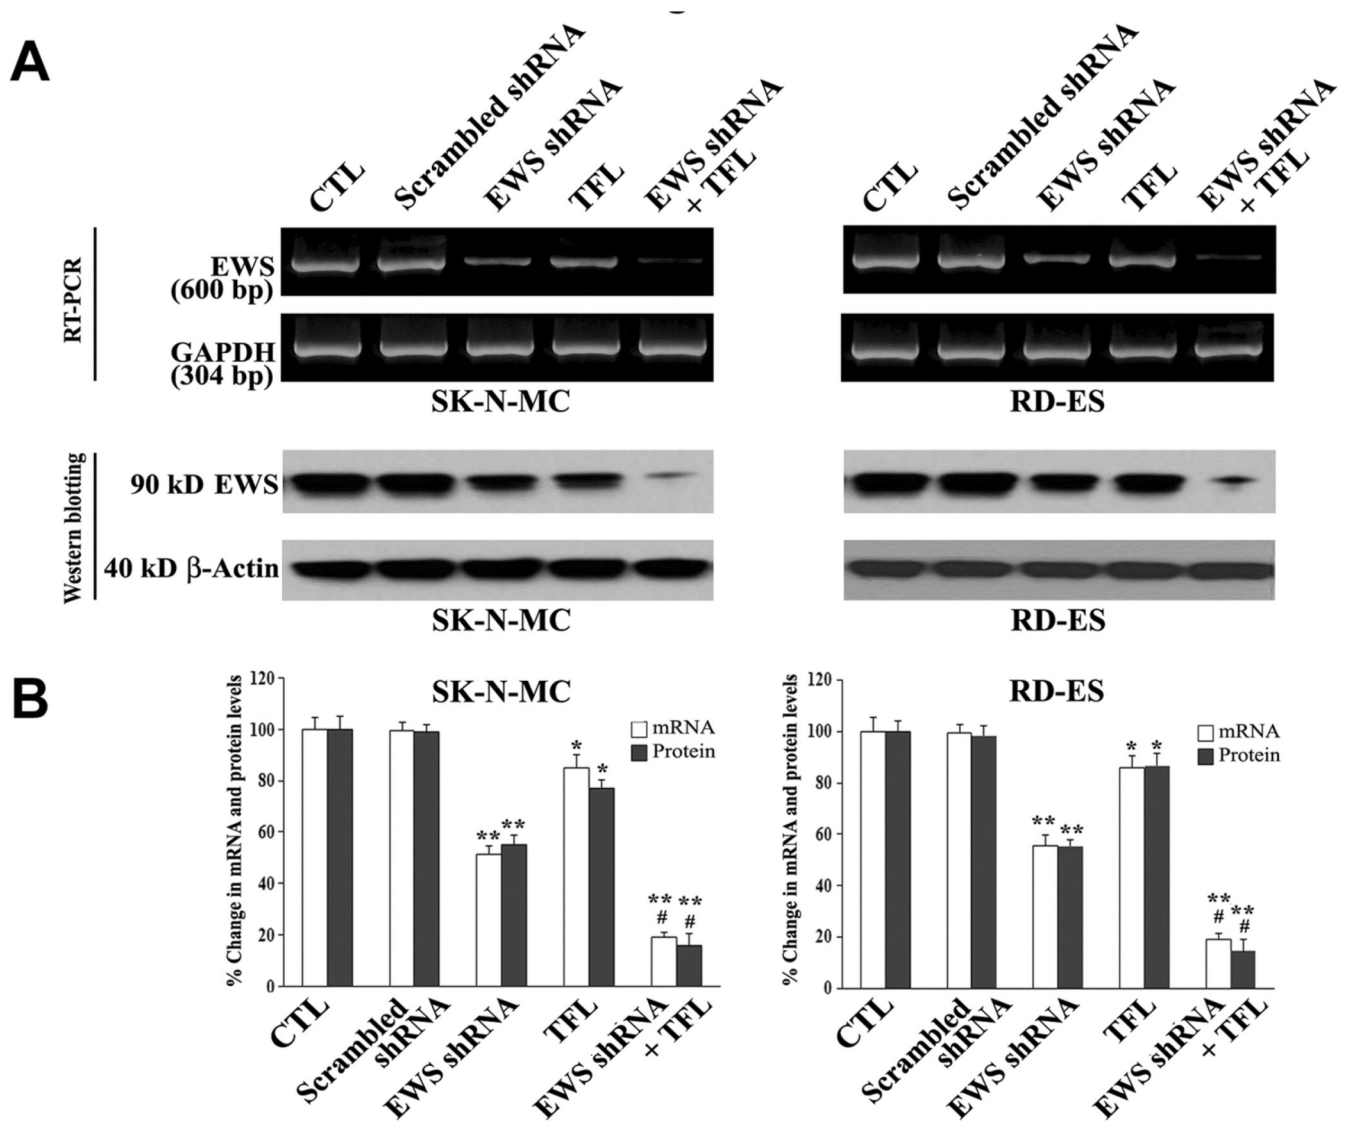 A
CTL
Scrambled shRNA
EWS shRNA
TFL
EWS shRNA
+ TFL
CTL
Scrambled shRNA
EWS shRNA
TFL
EWS shRNA
+ TFL
RT-PCR
EWS
(600 bp)
GAPDH
(304 bp)
SK-N-MC
RD-ES
Western blotting
90 kD EWS
40 kD β-Actin
SK-N-MC
RD-ES
B
% Change in mRNA and protein levels
120
100
80
60
40
20
0
SK-N-MC
mRNA
Protein
** **
* *
** **
# #
CTL
Scrambled
shRNA
EWS shRNA
TFL
EWS shRNA
+ TFL
% Change in mRNA and protein levels
120
100
80
60
40
20
0
RD-ES
mRNA
Protein
** **
* *
** **
# #
CTL
Scrambled
shRNA
EWS shRNA
TFL
EWS shRNA
+ TFL